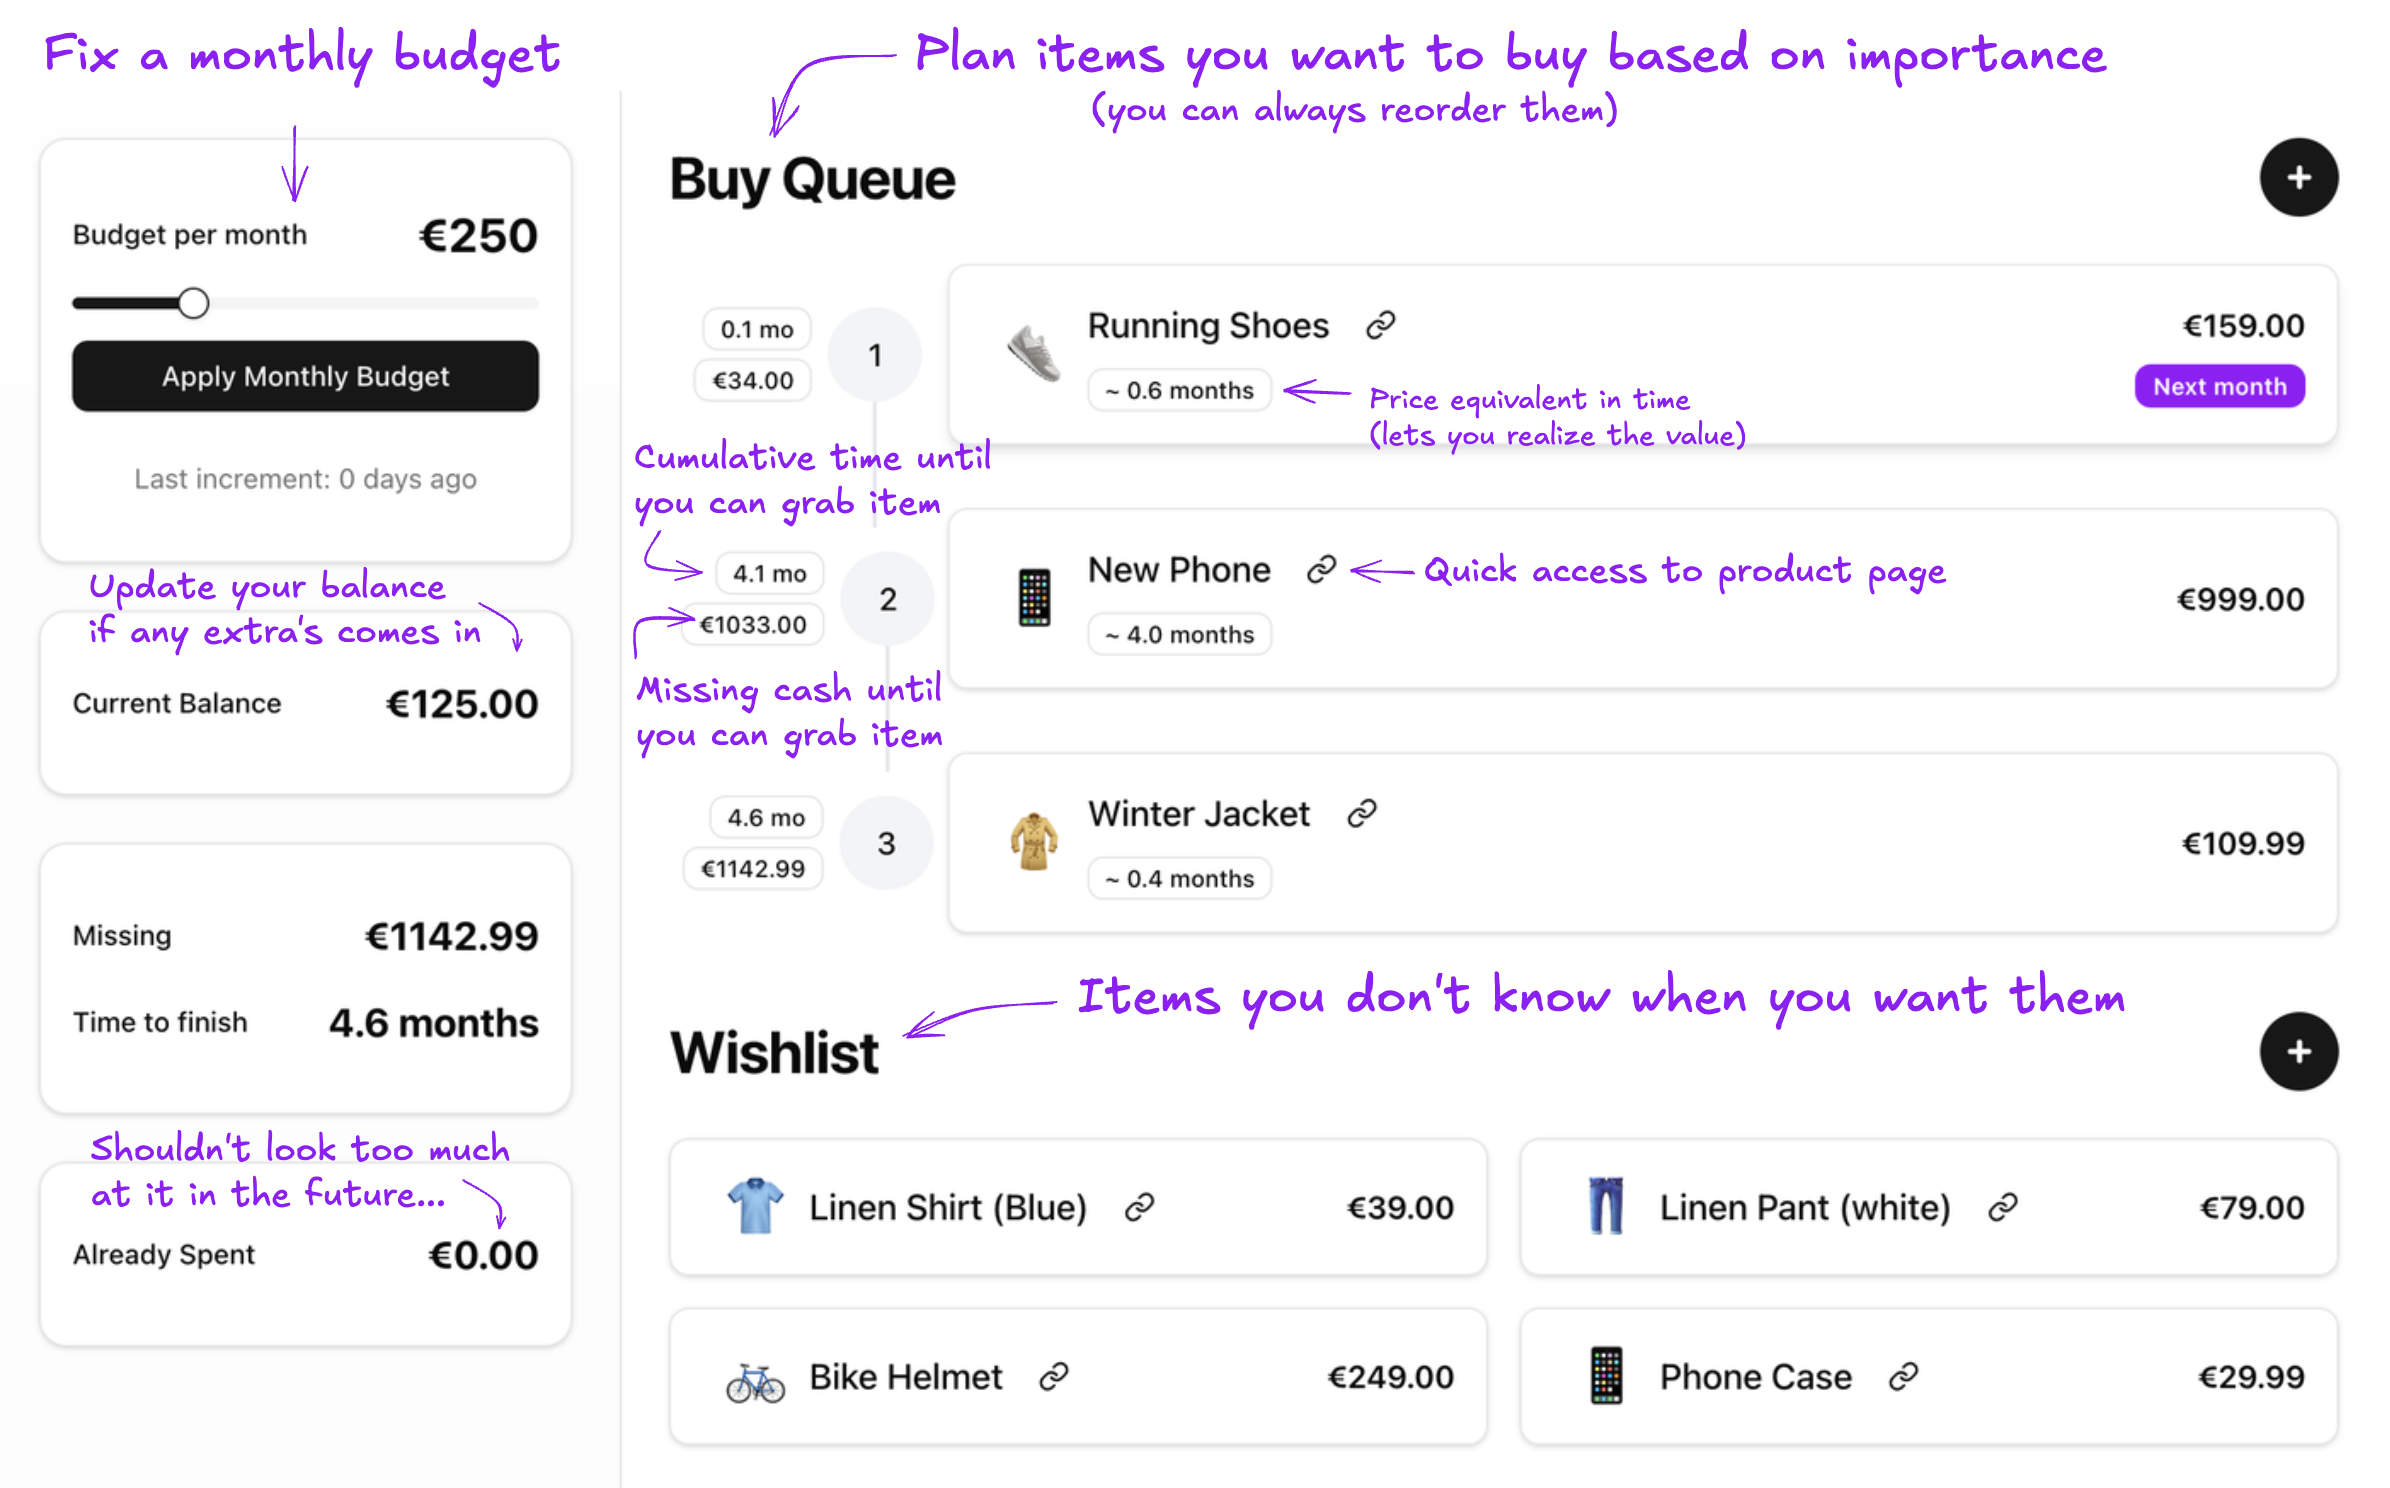 Fix a monthly budget
Budget per month
€250
Apply Monthly Budget
Last increment: 0 days ago
Update your balance
if any extra's comes in
Current Balance
€125.00
Missing
€1142.99
Time to finish
4.6 months
Shouldn't look too much
at it in the future...
Already Spent
€0.00
Plan items you want to buy based on importance
(you can always reorder them)
Buy Queue
+
0.1 mo
€34.00
1
Running Shoes
~ 0.6 months
€159.00
Next month
Price equivalent in time
(lets you realize the value)
Cumulative time until
you can grab item
4.1 mo
€1033.00
2
New Phone
~ 4.0 months
Quick access to product page
€999.00
Missing cash until
you can grab item
4.6 mo
€1142.99
3
Winter Jacket
~ 0.4 months
€109.99
Items you don't know when you want them
Wishlist
+
Linen Shirt (Blue)
€39.00
Linen Pant (white)
€79.00
Bike Helmet
€249.00
Phone Case
€29.99